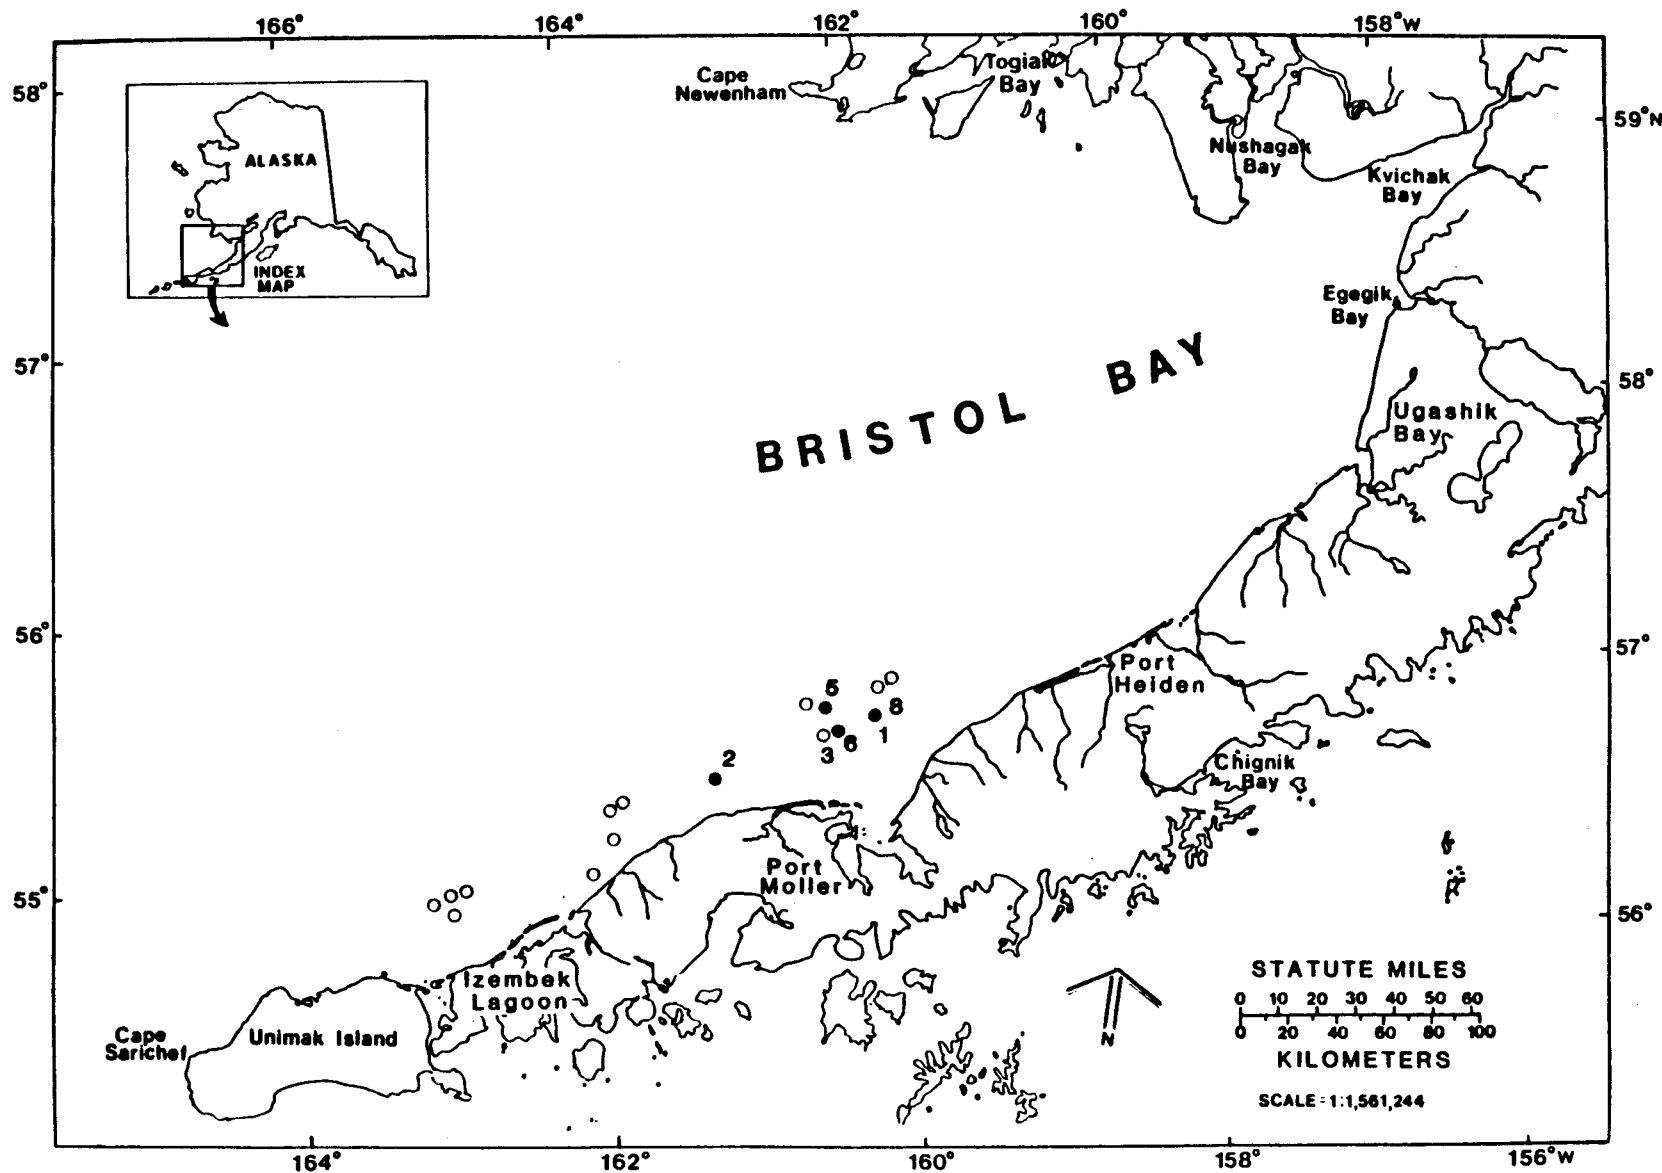 166°
164°
162°
160°
158°W
58°
57°
56°
55°
59°N
58°
57°
56°
ALASKA
INDEX
MAP
Cape
Newenham
Togiak
Bay
Nushagak
Bay
Kvichak
Bay
Egegik
Bay
Ugashik
Bay
BRISTOL BAY
Port
Heiden
5
8
1
3
6
2
Chignik
Bay
Port
Moller
Izembek
Lagoon
Cape
Sarichef
Unimak Island
N
STATUTE MILES
0 10 20 30 40 50 60
0 20 40 60 80 100
KILOMETERS
SCALE=1:1,561,244
164°
162°
160°
158°
156°W